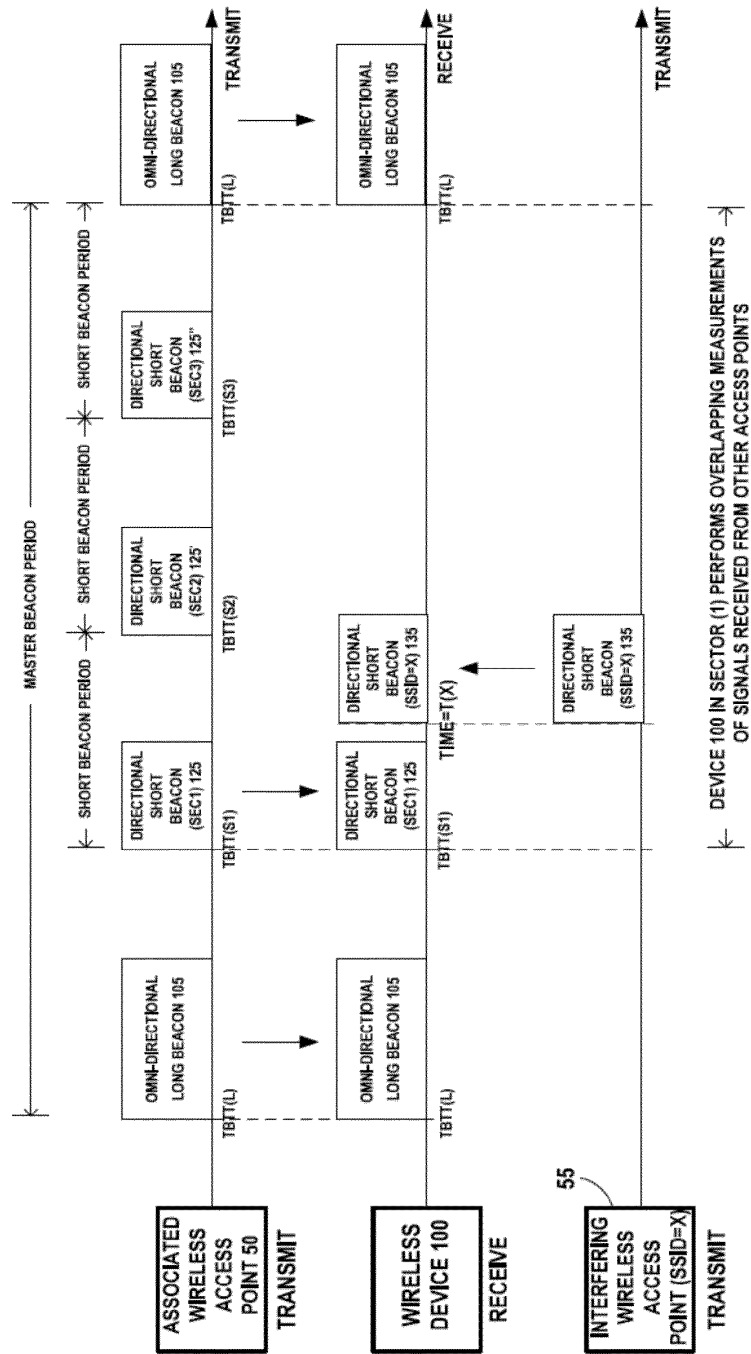 MASTER BEACON PERIOD
SHORT BEACON PERIOD
SHORT BEACON PERIOD
SHORT BEACON PERIOD
ASSOCIATED
WIRELESS
ACCESS
POINT 50
TRANSMIT
OMNI-DIRECTIONAL
LONG BEACON 105
TBTT(L)
DIRECTIONAL
SHORT
BEACON
(SEC1) 125
TBTT(S1)
DIRECTIONAL
SHORT
BEACON
(SEC2) 125'
TBTT(S2)
DIRECTIONAL
SHORT
BEACON
(SEC3) 125"
TBTT(S3)
OMNI-DIRECTIONAL
LONG BEACON 105
TBTT(L)
TRANSMIT
WIRELESS
DEVICE 100
RECEIVE
OMNI-DIRECTIONAL
LONG BEACON 105
TBTT(L)
DIRECTIONAL
SHORT
BEACON
(SEC1) 125
TBTT(S1)
DIRECTIONAL
SHORT
BEACON
(SSID=X) 135
TIME=T(X)
OMNI-DIRECTIONAL
LONG BEACON 105
TBTT(L)
RECEIVE
55
INTERFERING
WIRELESS
ACCESS
POINT (SSID=X)
TRANSMIT
DIRECTIONAL
SHORT
BEACON
(SSID=X) 135
TRANSMIT
DEVICE 100 IN SECTOR (1) PERFORMS OVERLAPPING MEASUREMENTS
OF SIGNALS RECEIVED FROM OTHER ACCESS POINTS